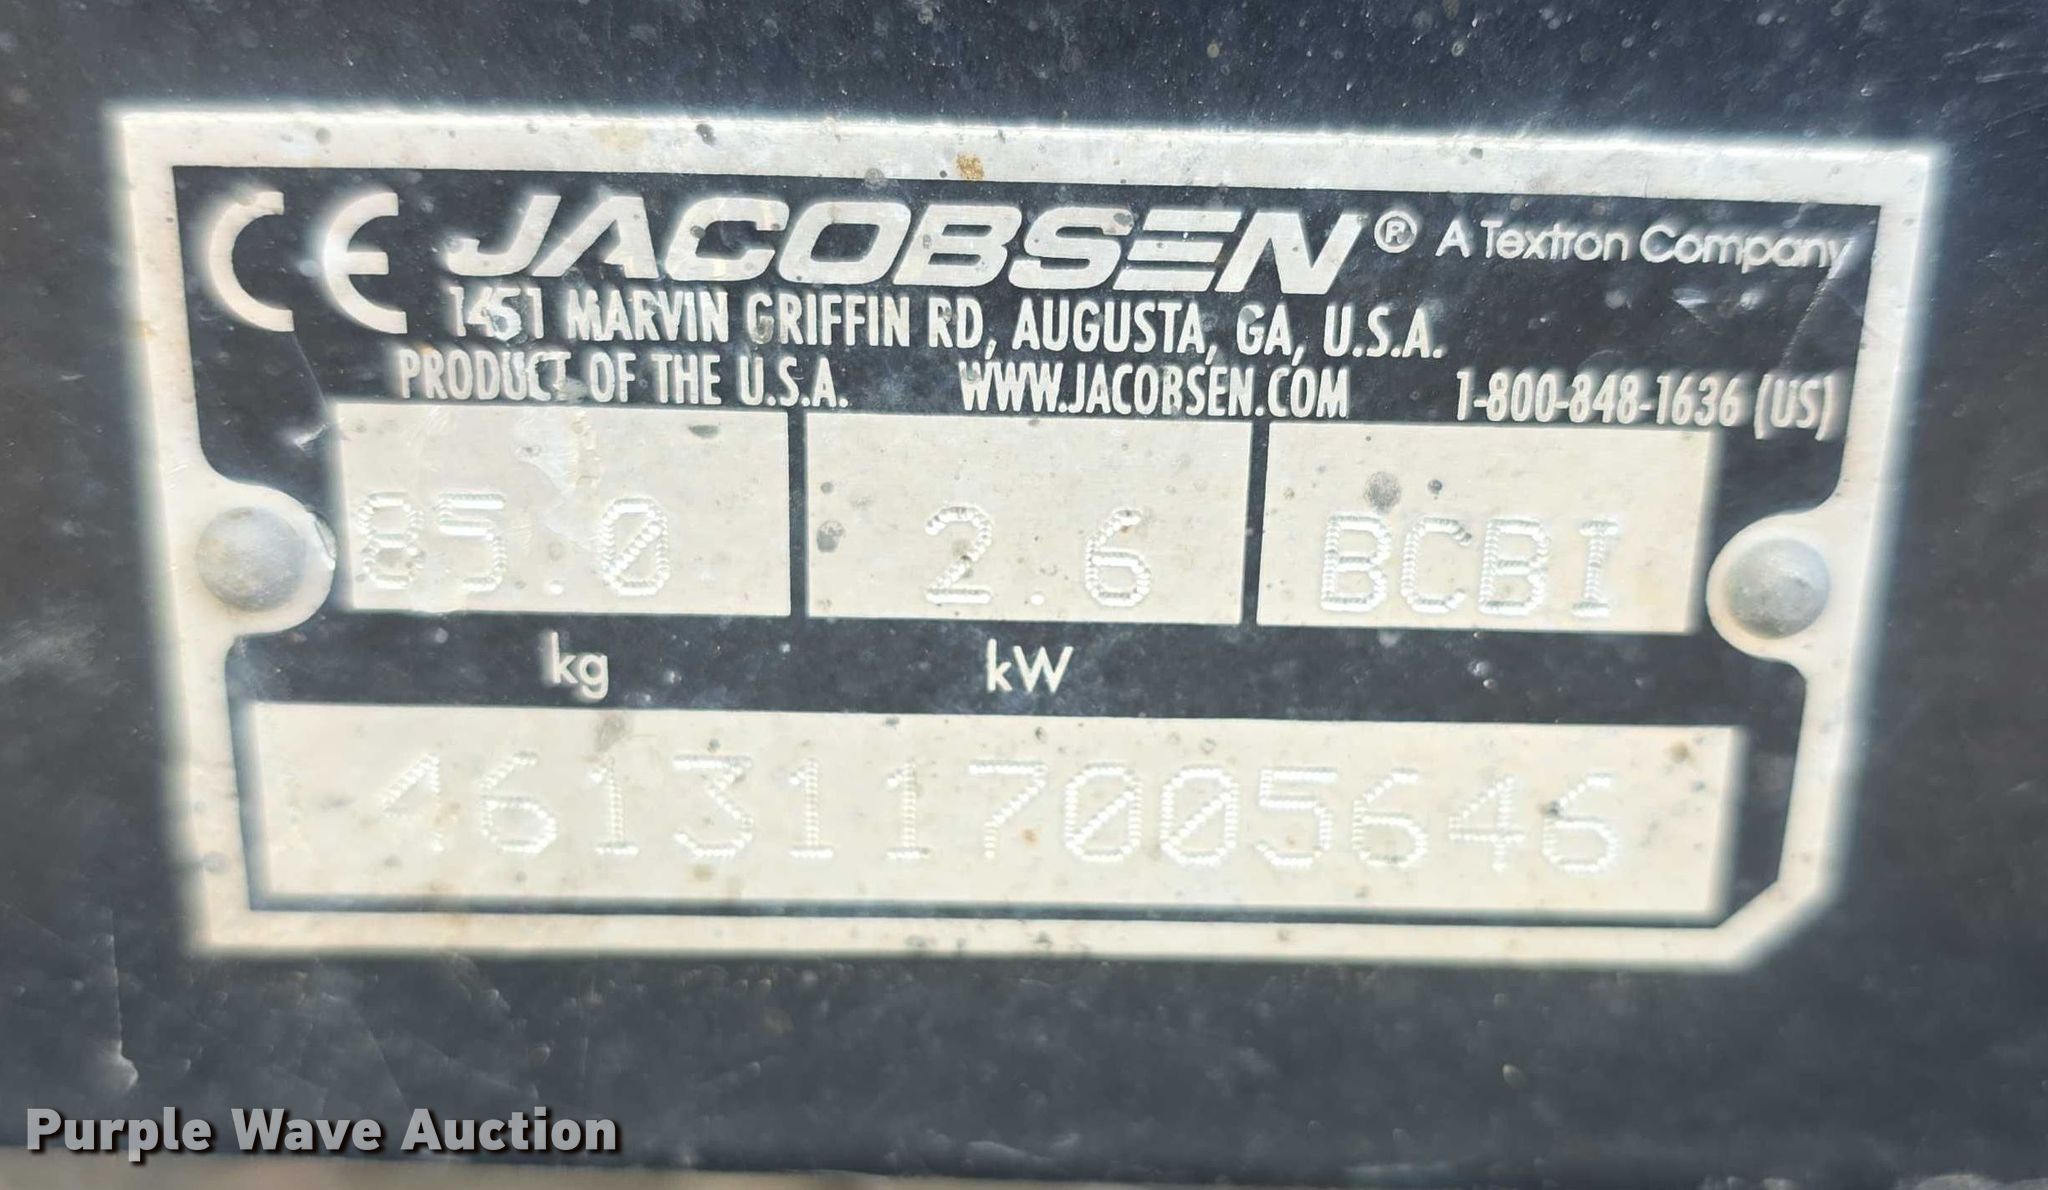 CE JACOBSEN® A Textron Company
1451 MARVIN GRIFFIN RD, AUGUSTA, GA, U.S.A.
PRODUCT OF THE U.S.A. WWW.JACOBSEN.COM 1-800-848-1636 (US)
85.0 2.6 BCBI
kg kW
4613117005646
Purple Wave Auction